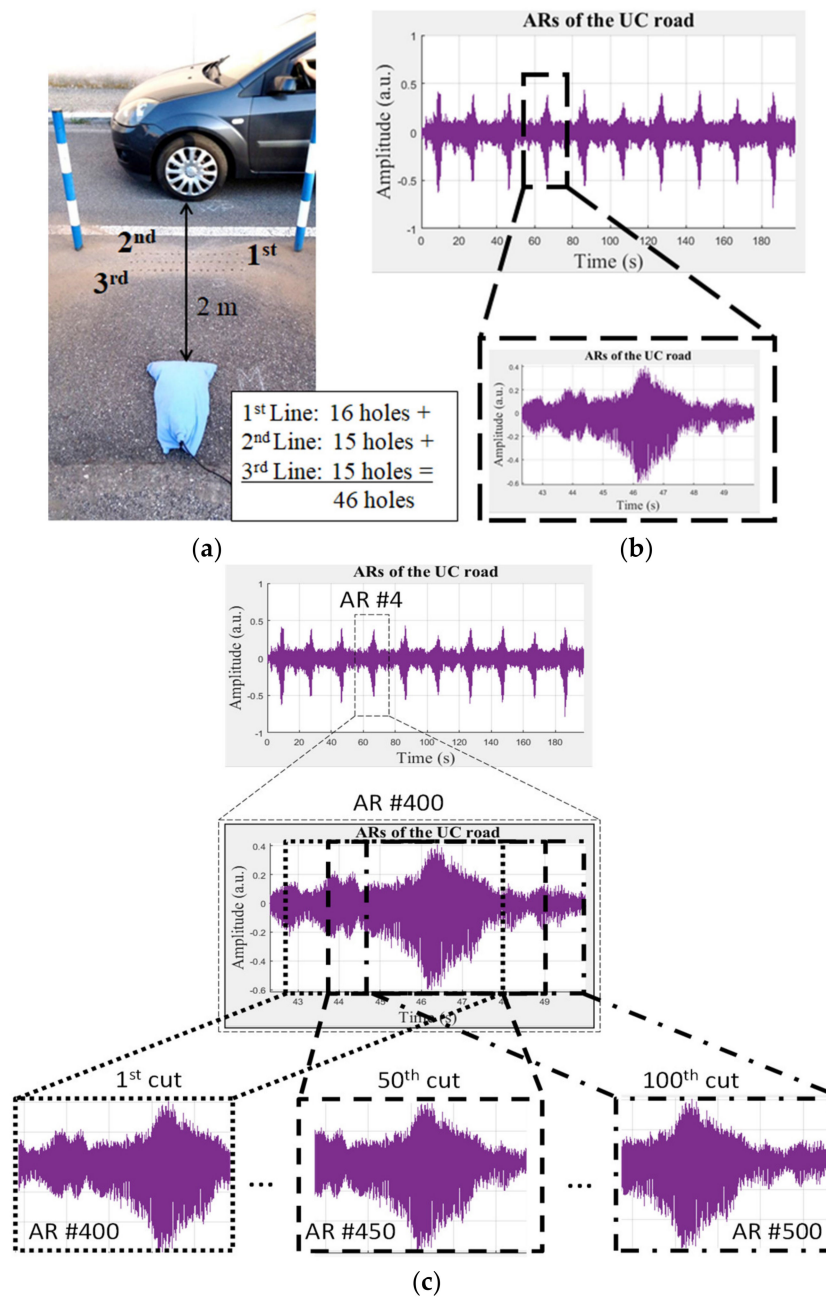 2nd
1st
3rd
2 m
1st Line: 16 holes +
2nd Line: 15 holes +
3rd Line: 15 holes =
46 holes
(a)
ARs of the UC road
Amplitude (a.u.)
1
0.5
0
-0.5
-1
0 20 40 60 80 100 120 140 160 180
Time (s)
ARs of the UC road
Amplitude (a.u.)
0.4
0.2
0
-0.2
-0.4
-0.6
43 44 45 46 47 48 49
Time (s)
(b)
ARs of the UC road
AR #4
Amplitude (a.u.)
1
0.5
0
-0.5
-1
0 20 40 60 80 100 120 140 160 180
Time (s)
AR #400
ARs of the UC road
Amplitude (a.u.)
0.4
0.2
0
-0.2
-0.4
-0.6
43 44 45 46 47 48 49
Time (s)
1st cut
50th cut
100th cut
... ...
AR #400
AR #450
AR #500
(c)